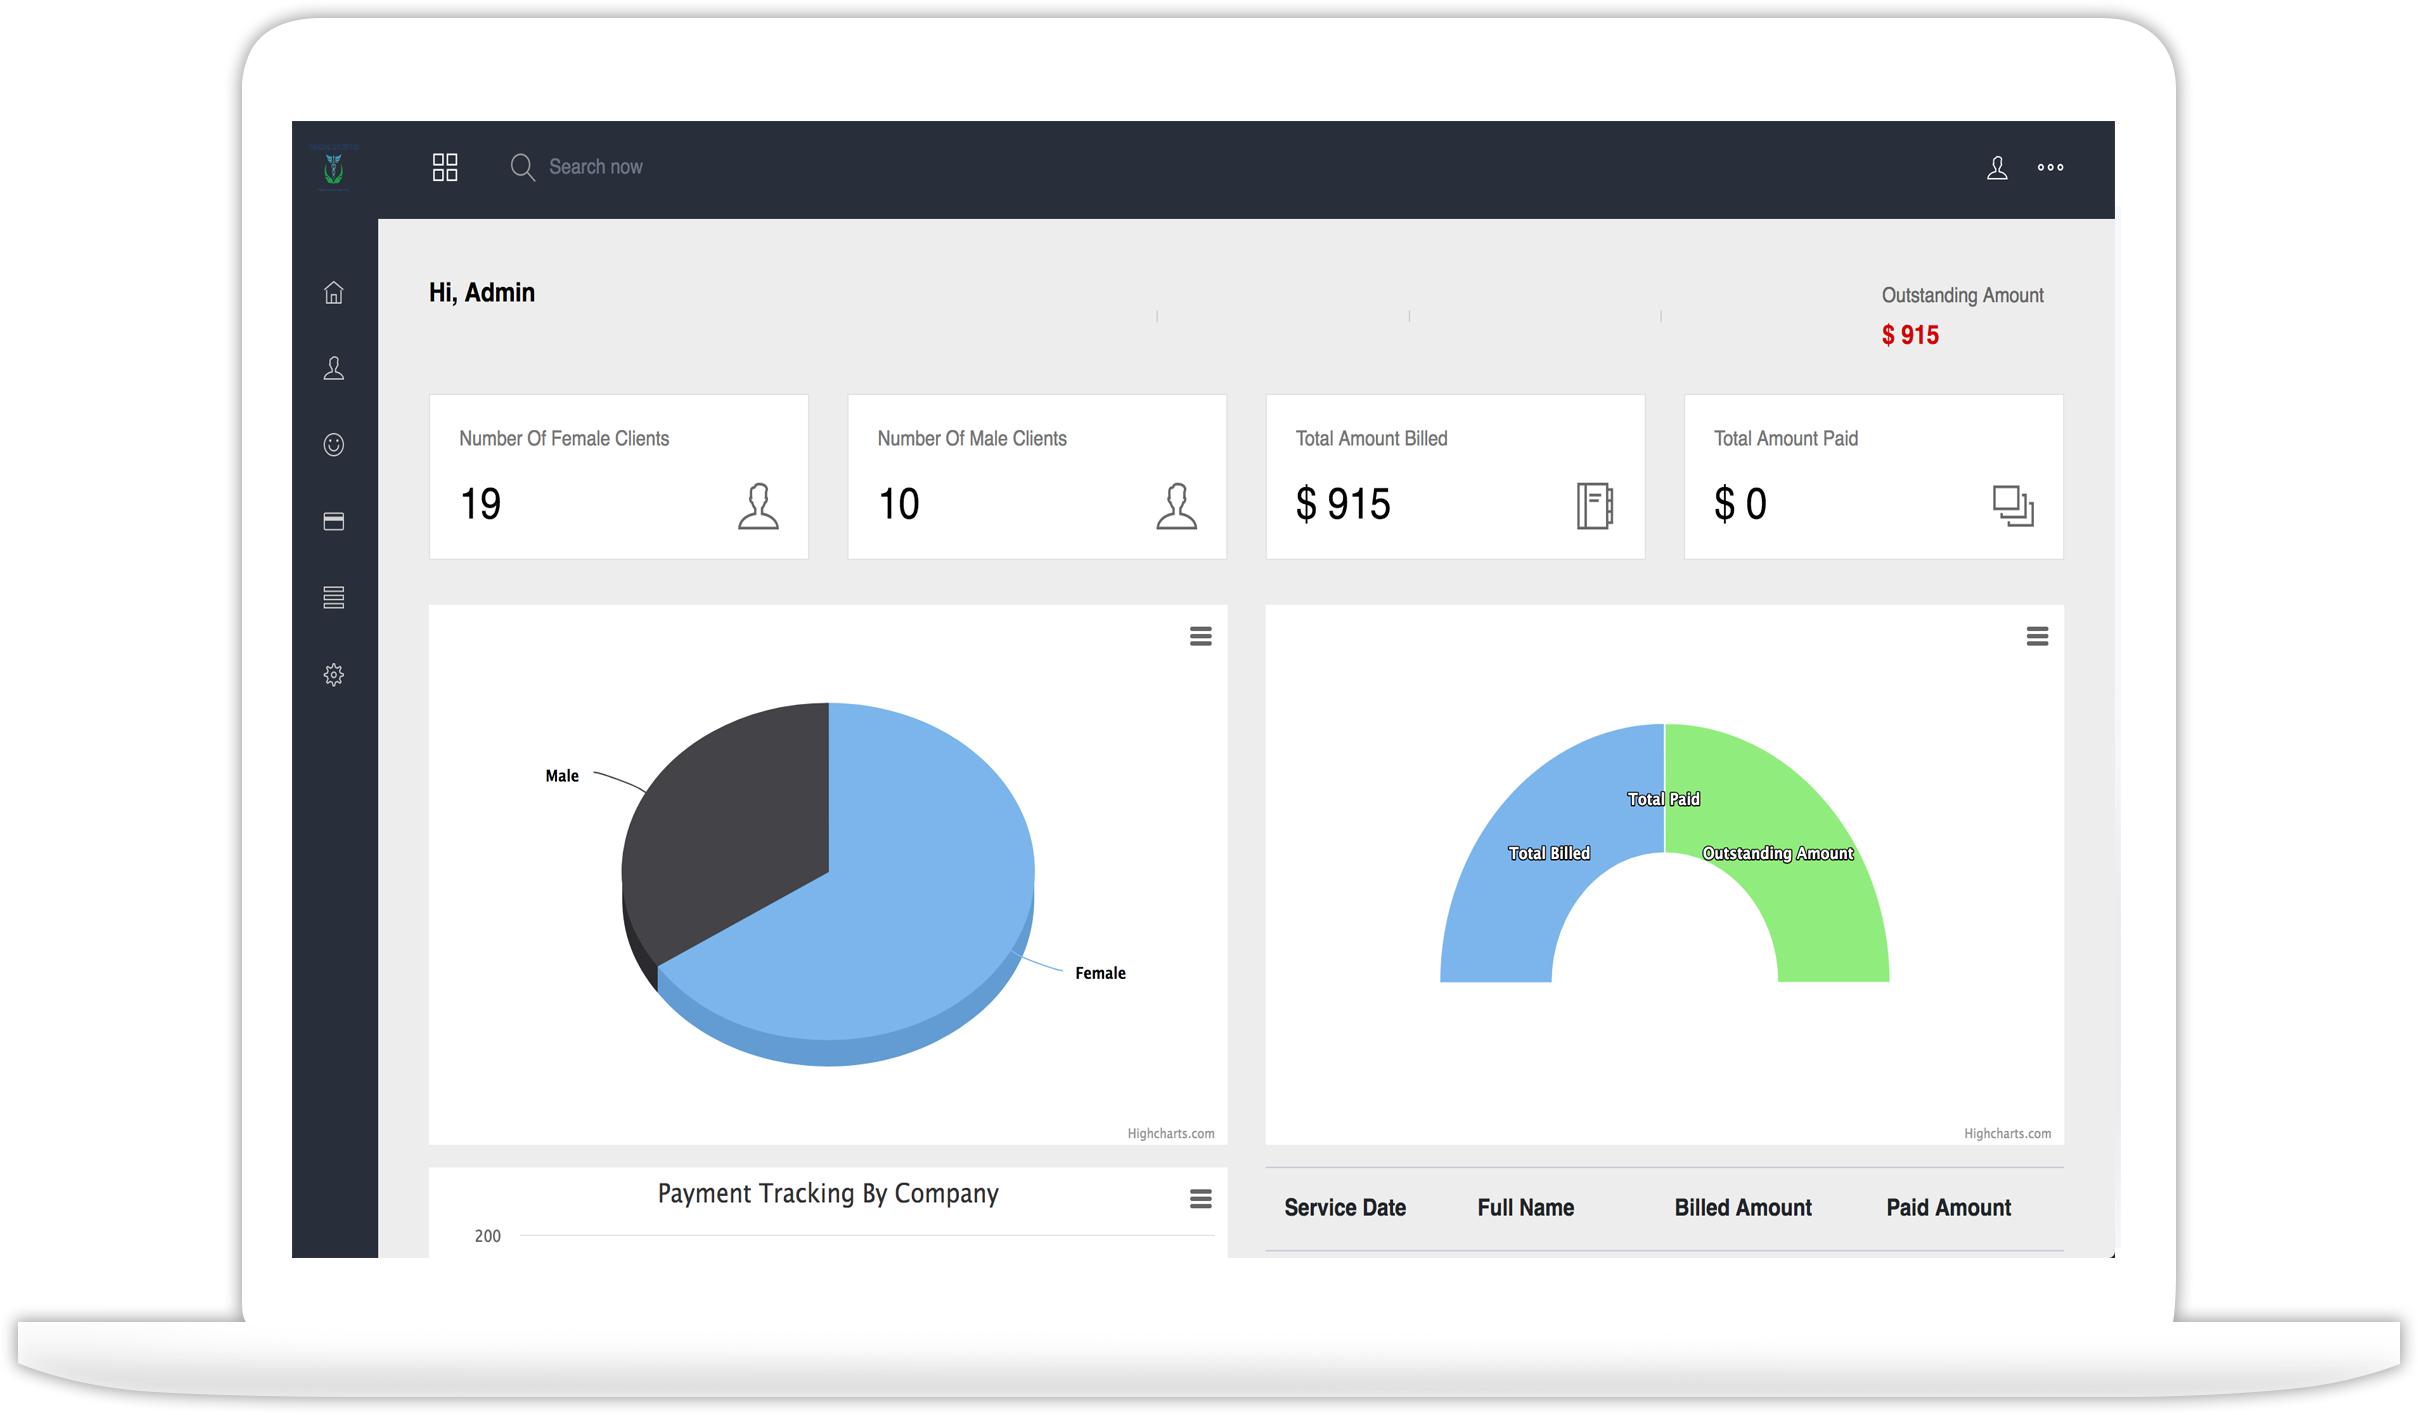 Search now
Hi, Admin
Outstanding Amount
$ 915
Number Of Female Clients
19
Number Of Male Clients
10
Total Amount Billed
$ 915
Total Amount Paid
$ 0
Male
Female
Highcharts.com
Total Paid
Total Billed
Outstanding Amount
Highcharts.com
Payment Tracking By Company
200
Service Date Full Name Billed Amount Paid Amount